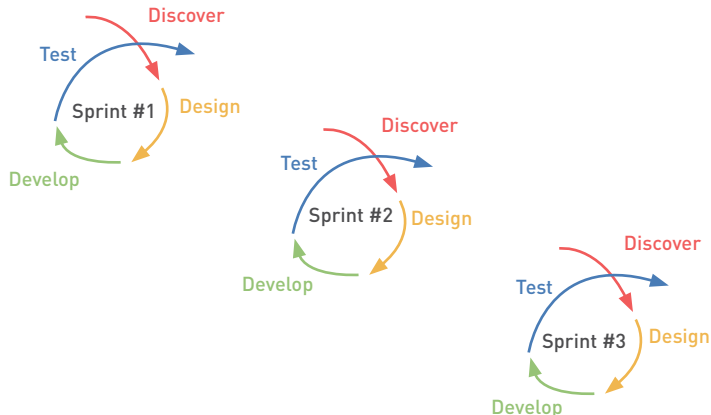 Discover
Test
Sprint #1
Design
Develop
Discover
Test
Sprint #2
Design
Develop
Discover
Test
Sprint #3
Design
Develop